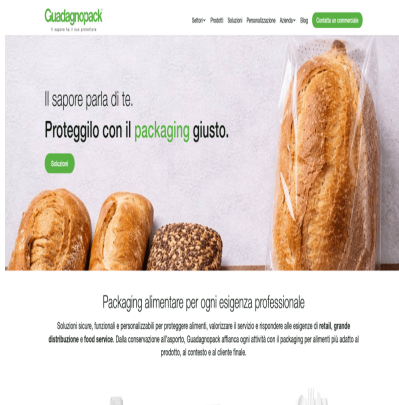 Guadagnopack®
Il sapore ha il suo protettore
Settori Prodotti Soluzioni Personalizzazione Azienda Blog Contatta un commerciale
Il sapore parla di te.
Proteggilo con il packaging giusto.
Soluzioni
Packaging alimentare per ogni esigenza professionale
Soluzioni sicure, funzionali e personalizzabili per proteggere alimenti, valorizzare il servizio e rispondere alle esigenze di retail, grande
distribuzione e food service. Dalla conservazione all'asporto, Guadagnopack affianca ogni attività con il packaging per alimenti più adatto al
prodotto, al contesto e al cliente finale.